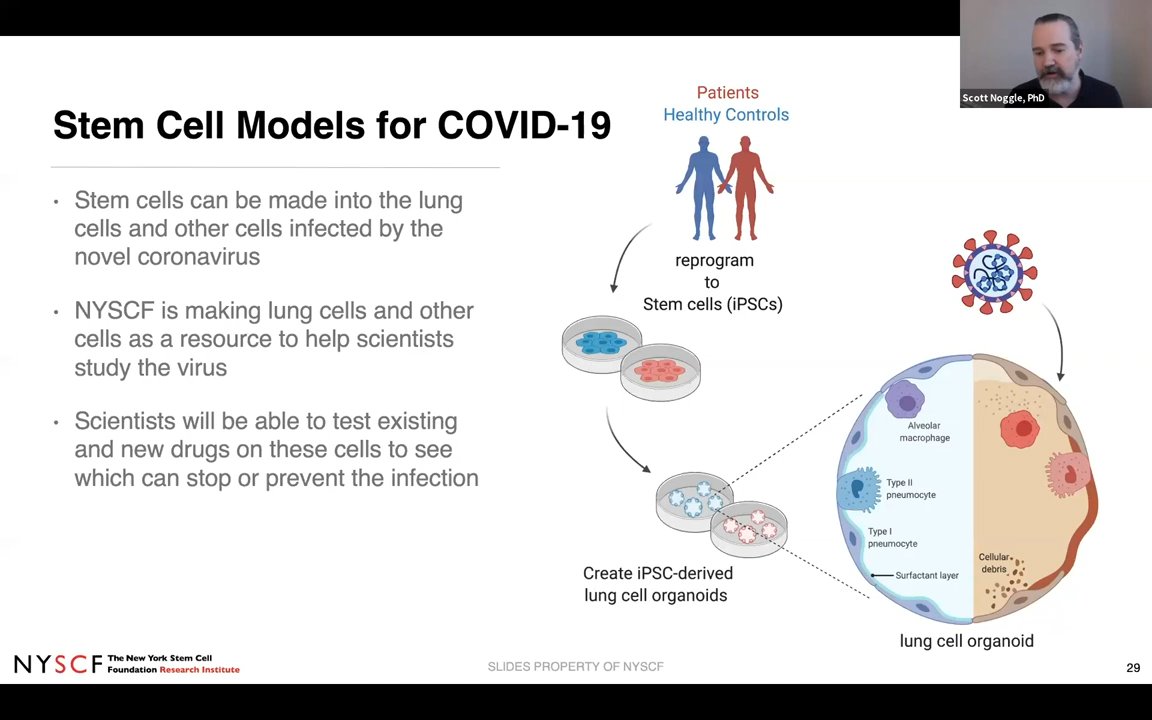 Scott Noggle, PhD
Stem Cell Models for COVID-19
• Stem cells can be made into the lung
cells and other cells infected by the
novel coronavirus
• NYSCF is making lung cells and other
cells as a resource to help scientists
study the virus
• Scientists will be able to test existing
and new drugs on these cells to see
which can stop or prevent the infection
Patients
Healthy Controls
reprogram
to
Stem cells (iPSCs)
Create iPSC-derived
lung cell organoids
Alveolar
macrophage
Type II
pneumocyte
Type I
pneumocyte
Surfactant layer
Cellular
debris
lung cell organoid
NYSCF The New York Stem Cell
Foundation Research Institute
SLIDES PROPERTY OF NYSCF
29